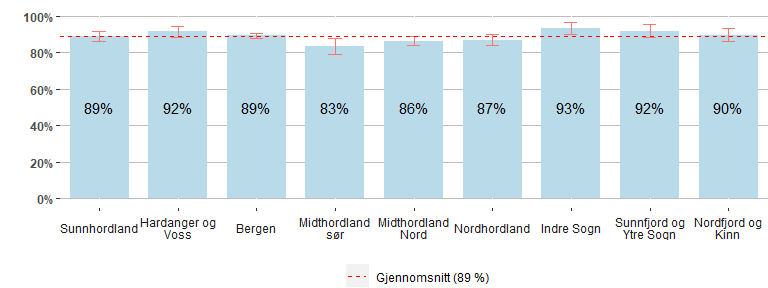 100%
80%
60%
40%
20%
0%
89%
92%
89%
83%
86%
87%
93%
92%
90%
Sunnhordland
Hardanger og
Voss
Bergen
Midthordland
sør
Midthordland
Nord
Nordhordland
Indre Sogn
Sunnfjord og
Ytre Sogn
Nordfjord og
Kinn
Gjennomsnitt (89 %)